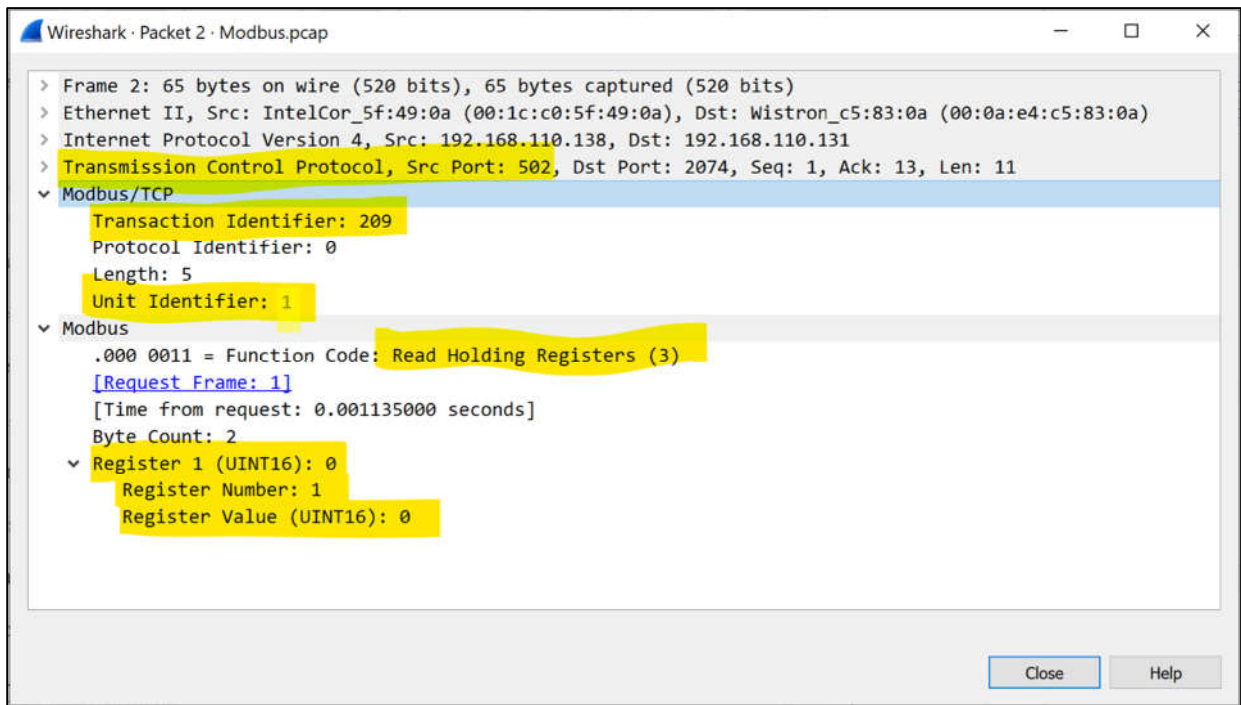 Wireshark · Packet 2 · Modbus.pcap
> Frame 2: 65 bytes on wire (520 bits), 65 bytes captured (520 bits)
> Ethernet II, Src: IntelCor_5f:49:0a (00:1c:c0:5f:49:0a), Dst: Wistron_c5:83:0a (00:0a:e4:c5:83:0a)
> Internet Protocol Version 4, Src: 192.168.110.138, Dst: 192.168.110.131
> Transmission Control Protocol, Src Port: 502, Dst Port: 2074, Seq: 1, Ack: 13, Len: 11
Modbus/TCP
Transaction Identifier: 209
Protocol Identifier: 0
Length: 5
Unit Identifier: 1
Modbus
.000 0011 = Function Code: Read Holding Registers (3)
[Request Frame: 1]
[Time from request: 0.001135000 seconds]
Byte Count: 2
Register 1 (UINT16): 0
Register Number: 1
Register Value (UINT16): 0
Close Help